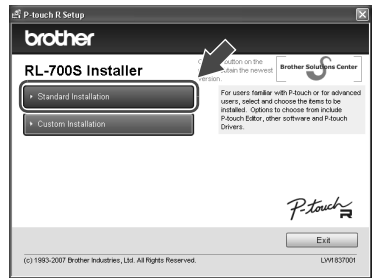 P-touch R Setup
brother
RL-700S Installer
button on the
obtain the newest
version.
Brother Solutions Center
Standard Installation
Custom Installation
For users familiar with P-touch or for advanced
users, select and choose the items to be
installed. Options to choose from include
P-touch Editor, other software and P-touch
Drivers.
P-touch R
Exit
(c) 1993-2007 Brother Industries, Ltd. All Rights Reserved.
LW1837001